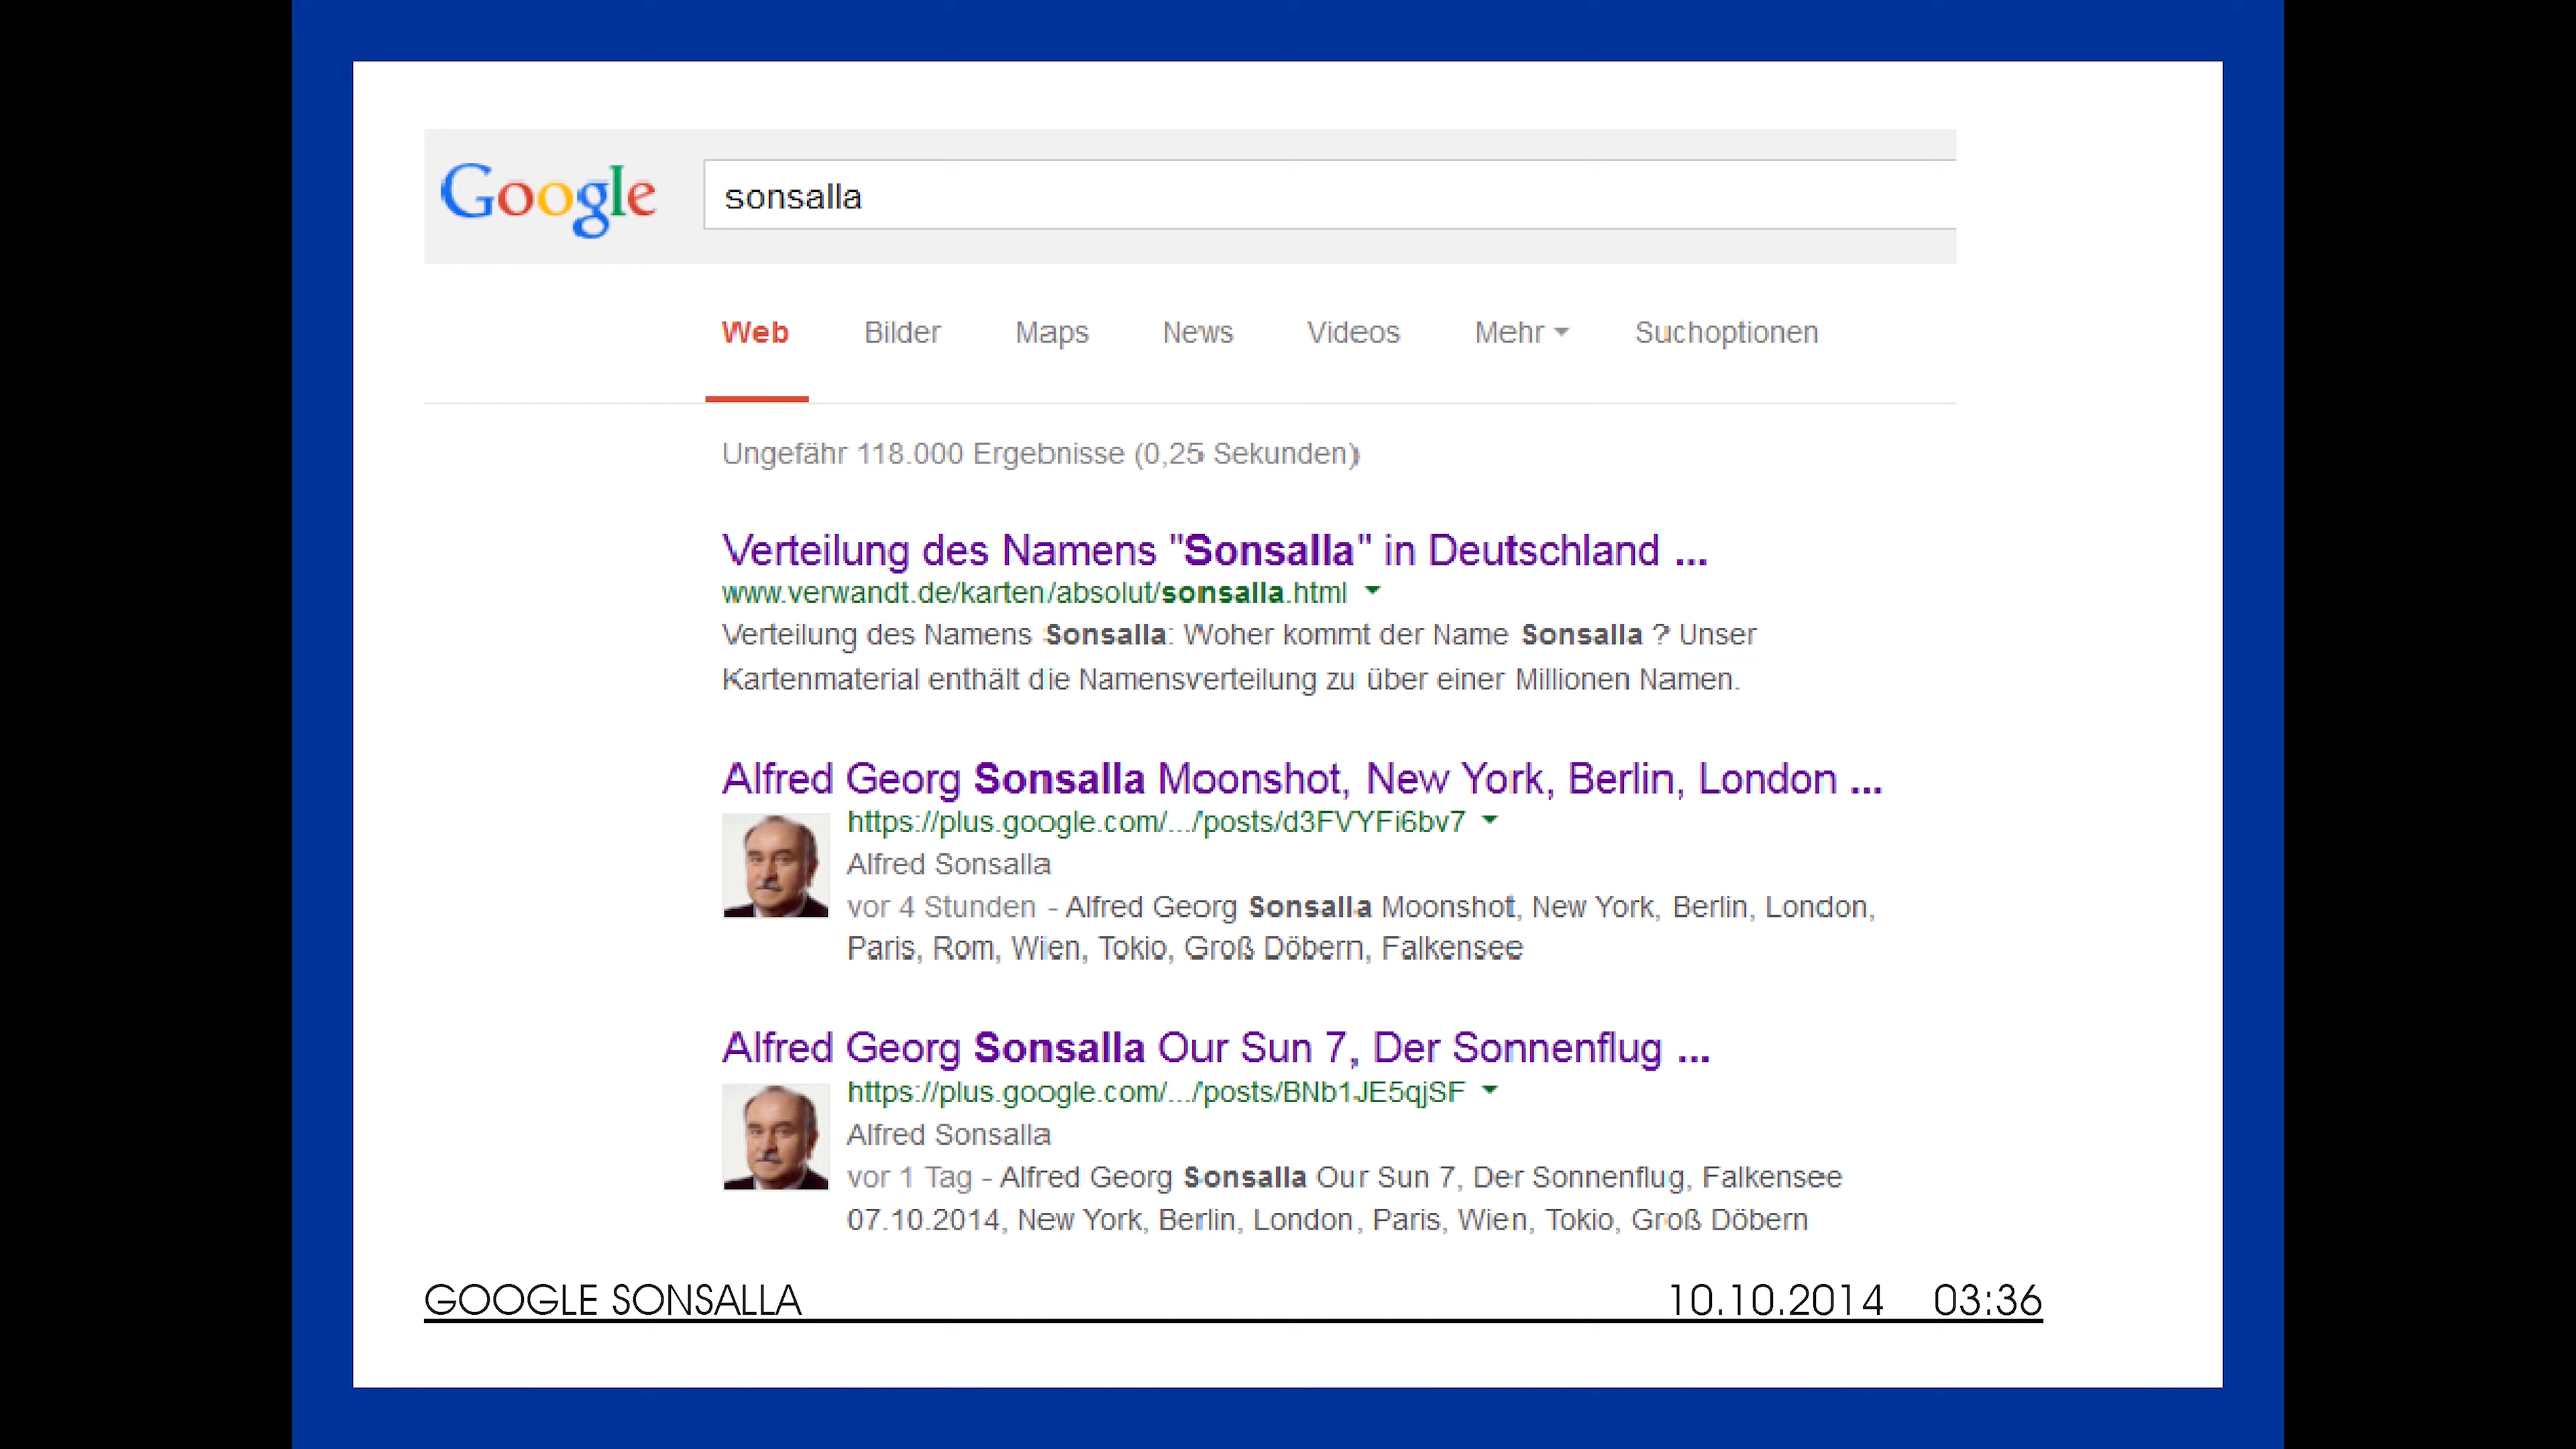 Google sonsalla
Web Bilder Maps News Videos Mehr Suchoptionen
Ungefähr 118.000 Ergebnisse (0,25 Sekunden)
Verteilung des Namens "Sonsalla" in Deutschland ...
www.verwandt.de/karten/absolut/sonsalla.html
Verteilung des Namens Sonsalla: Woher kommt der Name Sonsalla ? Unser
Kartenmaterial enthält die Namensverteilung zu über einer Millionen Namen.
Alfred Georg Sonsalla Moonshot, New York, Berlin, London ...
https://plus.google.com/.../posts/d3FVYFi6bv7
Alfred Sonsalla
vor 4 Stunden - Alfred Georg Sonsalla Moonshot, New York, Berlin, London,
Paris, Rom, Wien, Tokio, Groß Döbern, Falkensee
Alfred Georg Sonsalla Our Sun 7, Der Sonnenflug ...
https://plus.google.com/.../posts/BNb1JE5qjSF
Alfred Sonsalla
vor 1 Tag - Alfred Georg Sonsalla Our Sun 7, Der Sonnenflug, Falkensee
07.10.2014, New York, Berlin, London, Paris, Wien, Tokio, Groß Döbern
GOOGLE SONSALLA 10.10.2014 03:36